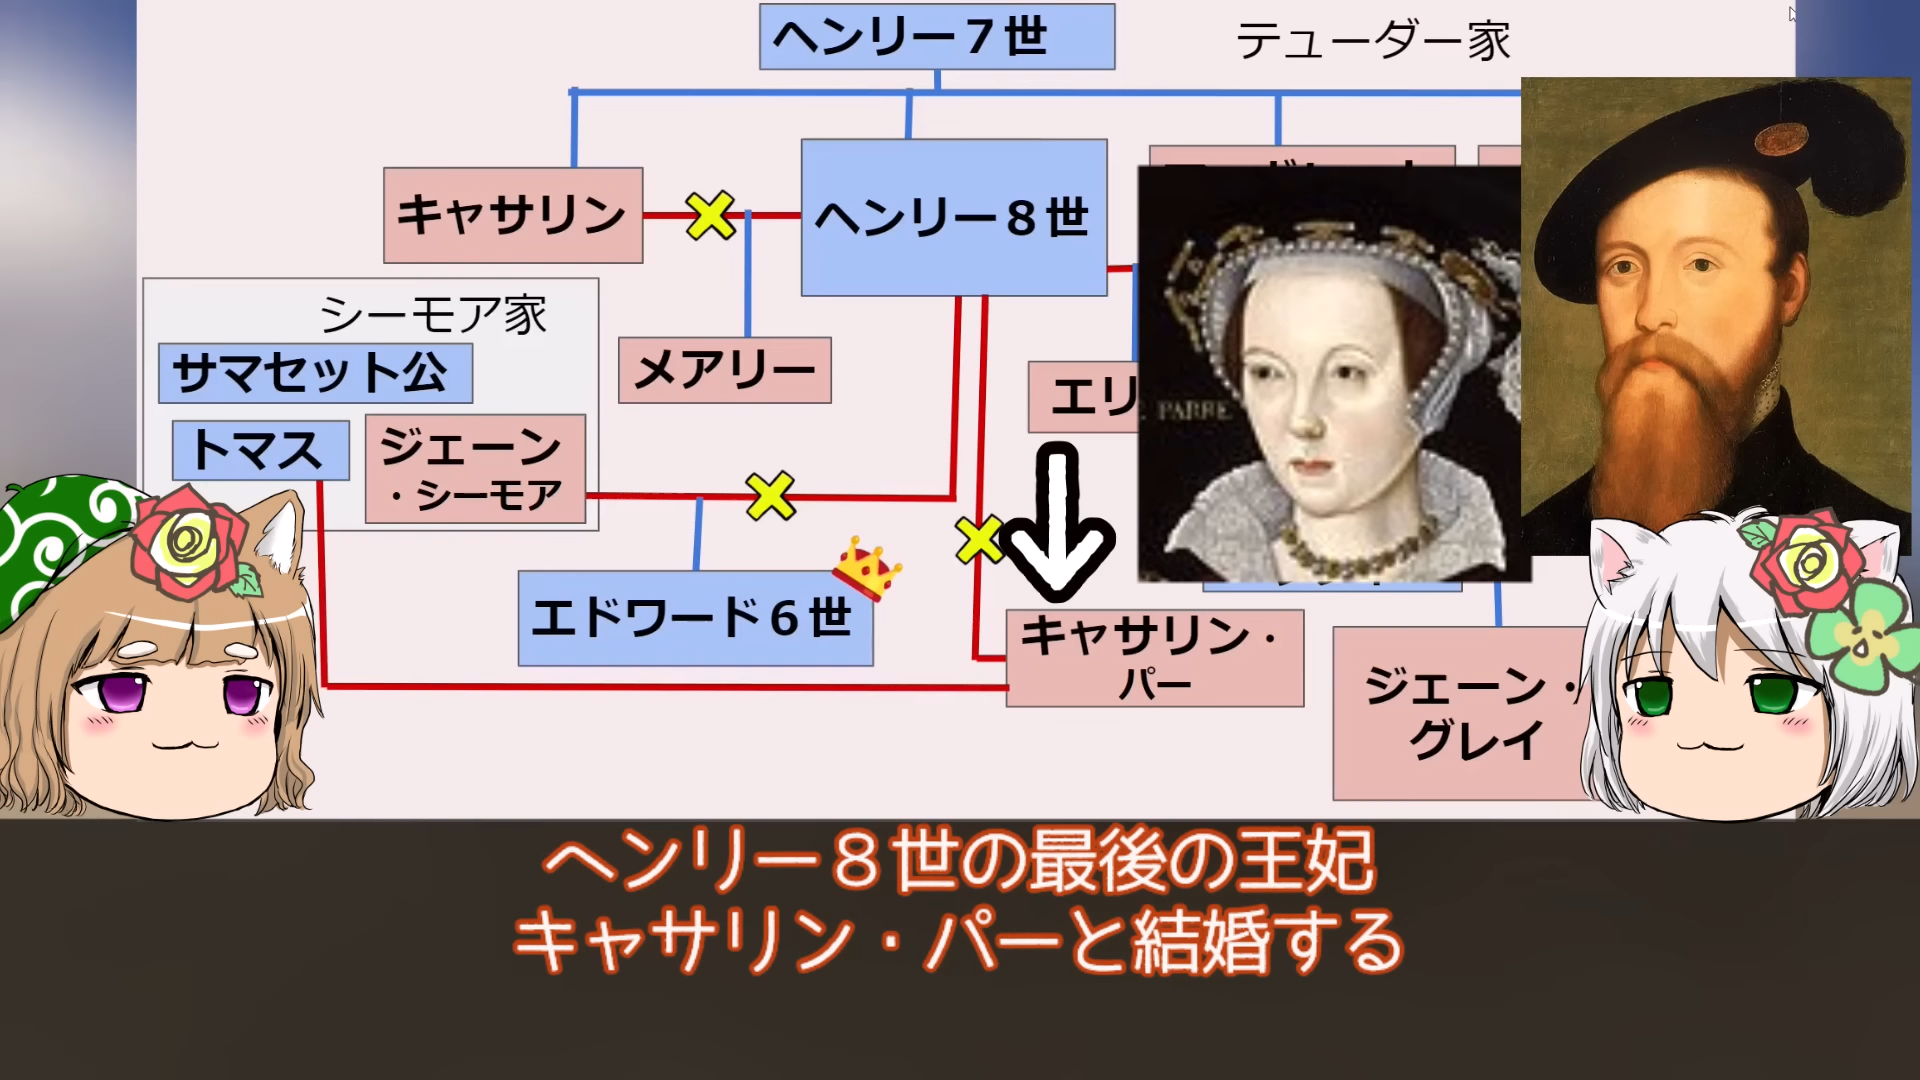 ヘンリー７世
テューダー家
キャサリン
ヘンリー８世
シーモア家
サマセット公
メアリー
エリ
PARRE
トマス
ジェーン
・シーモア
エドワード６世
キャサリン・
パー
ジェーン・
グレイ
ヘンリー８世の最後の王妃
キャサリン・パーと結婚する